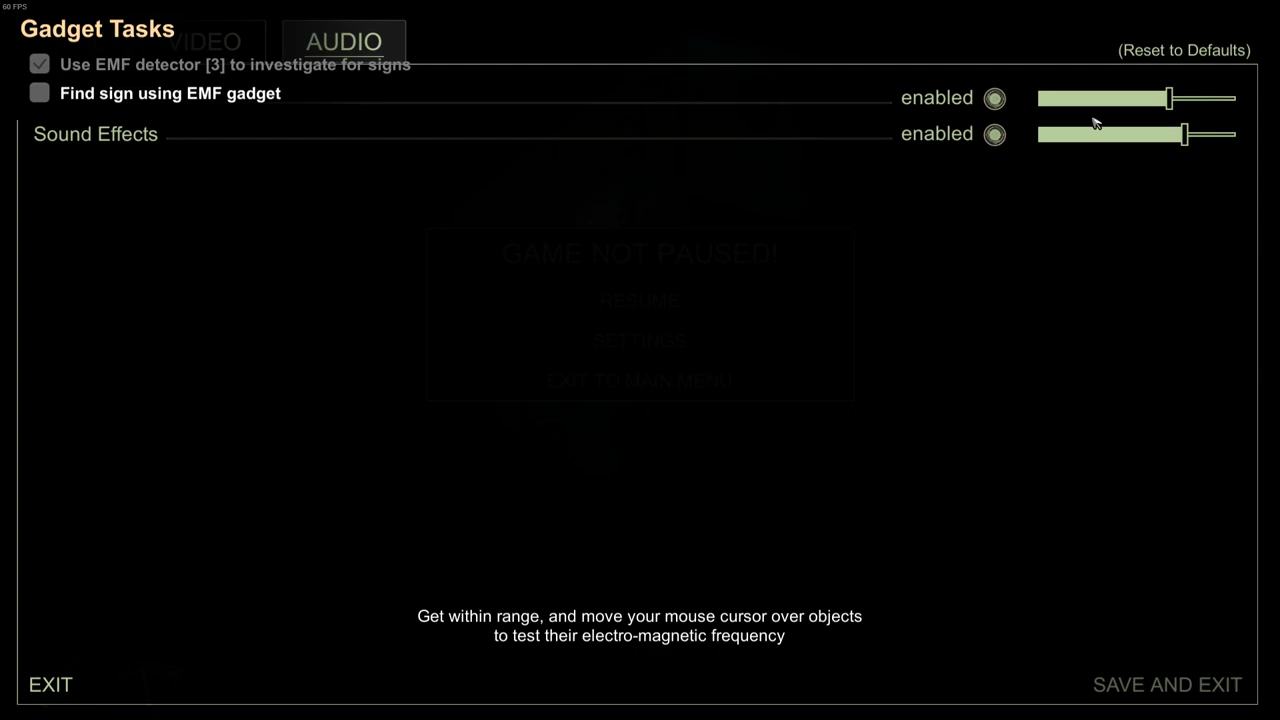 60 FPS
Gadget Tasks
VIDEO
AUDIO
(Reset to Defaults)
Use EMF detector [3] to investigate for signs
Find sign using EMF gadget
enabled
Sound Effects
enabled
GAME NOT PAUSED!
RESUME
SETTINGS
EXIT TO MAIN MENU
Get within range, and move your mouse cursor over objects
to test their electro-magnetic frequency
EXIT
SAVE AND EXIT